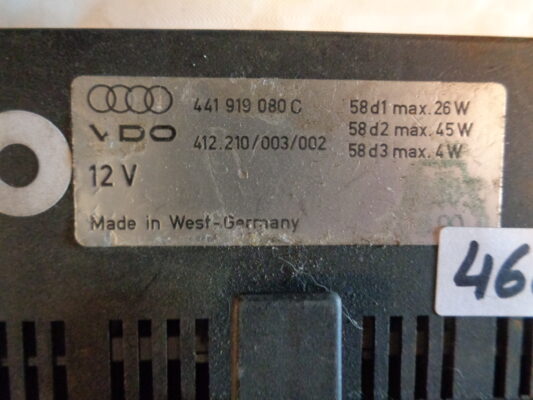 441 919 080 C
VDO 412.210/003/002
12 V
58d1 max. 26 W
58d2 max. 45 W
58d3 max. 4 W
Made in West-Germany